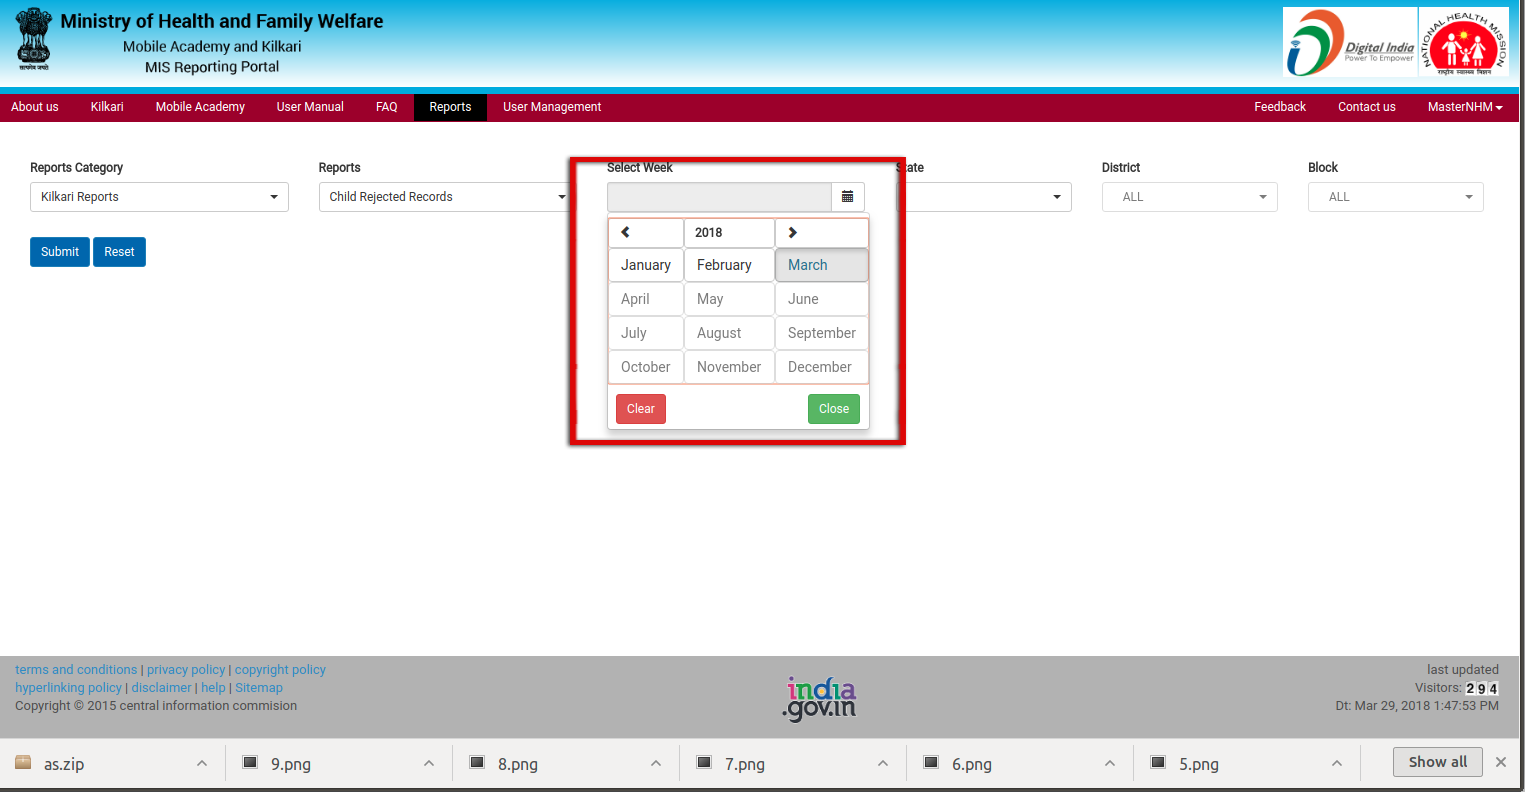 Ministry of Health and Family Welfare
Mobile Academy and Kilkari
MIS Reporting Portal
सत्यमेव जयते
Digital India
Power To Empower
NATIONAL HEALTH MISSION
राष्ट्रीय स्वास्थ्य मिशन
About us Kilkari Mobile Academy User Manual FAQ Reports User Management Feedback Contact us MasterNHM
Reports Category Reports Select Week State District Block
Kilkari Reports Child Rejected Records ALL ALL
2018
Submit Reset
January February March
April May June
July August September
October November December
Clear Close
terms and conditions | privacy policy | copyright policy
hyperlinking policy | disclaimer | help | Sitemap
Copyright © 2015 central information commision
india
.gov.in
last updated
Visitors: 294
Dt: Mar 29, 2018 1:47:53 PM
as.zip 9.png 8.png 7.png 6.png 5.png Show all